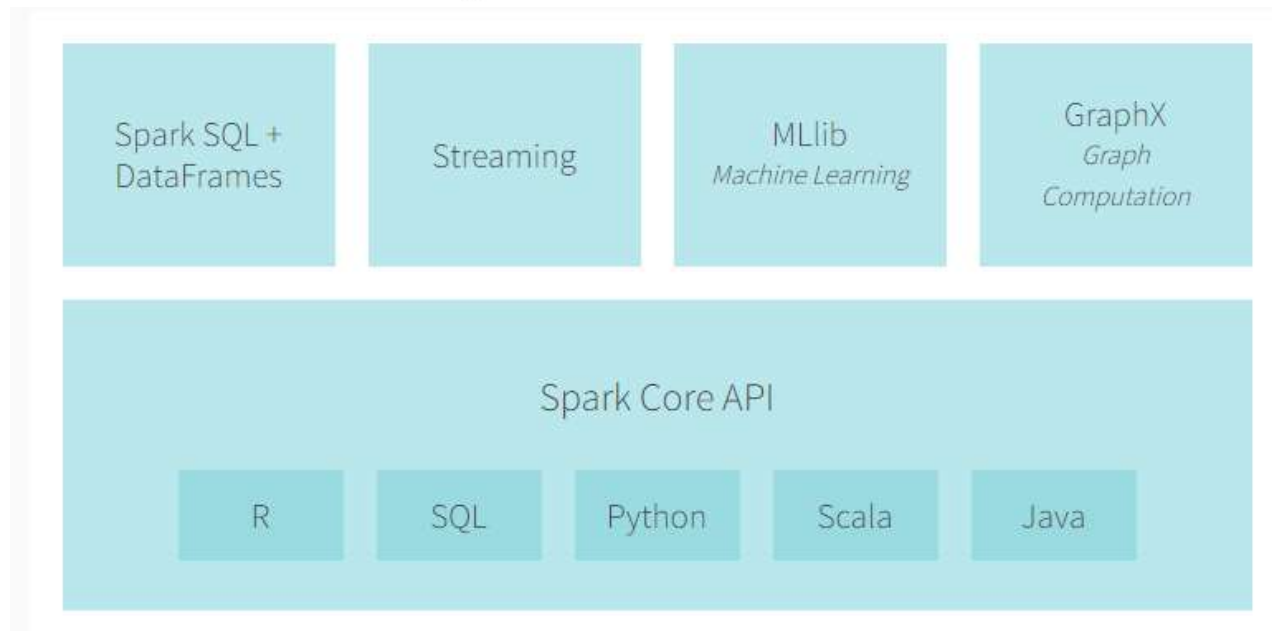 Spark SQL +
DataFrames
Streaming
MLlib
Machine Learning
GraphX
Graph
Computation
Spark Core API
R
SQL
Python
Scala
Java